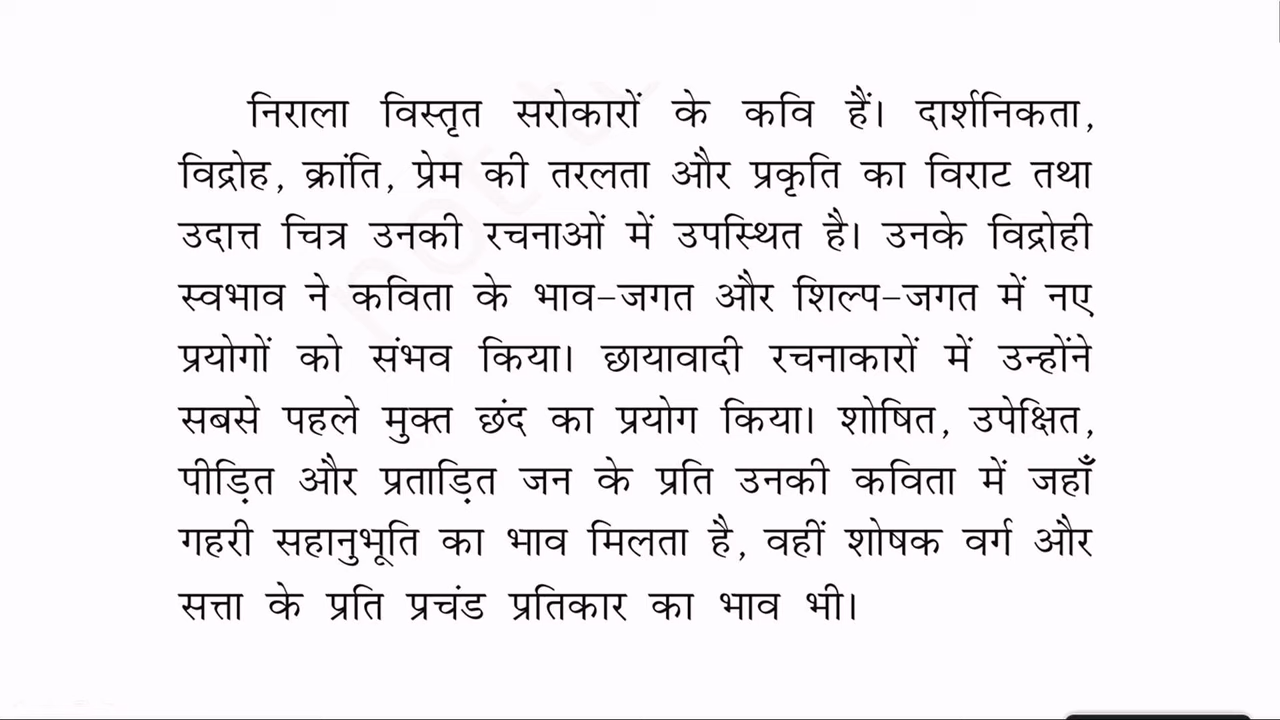 निराला विस्तृत सरोकारों के कवि हैं। दार्शनिकता,
विद्रोह, क्रांति, प्रेम की तरलता और प्रकृति का विराट तथा
उदात्त चित्र उनकी रचनाओं में उपस्थित है। उनके विद्रोही
स्वभाव ने कविता के भाव-जगत और शिल्प-जगत में नए
प्रयोगों को संभव किया। छायावादी रचनाकारों में उन्होंने
सबसे पहले मुक्त छंद का प्रयोग किया। शोषित, उपेक्षित,
पीड़ित और प्रताड़ित जन के प्रति उनकी कविता में जहाँ
गहरी सहानुभूति का भाव मिलता है, वहीं शोषक वर्ग और
सत्ता के प्रति प्रचंड प्रतिकार का भाव भी।